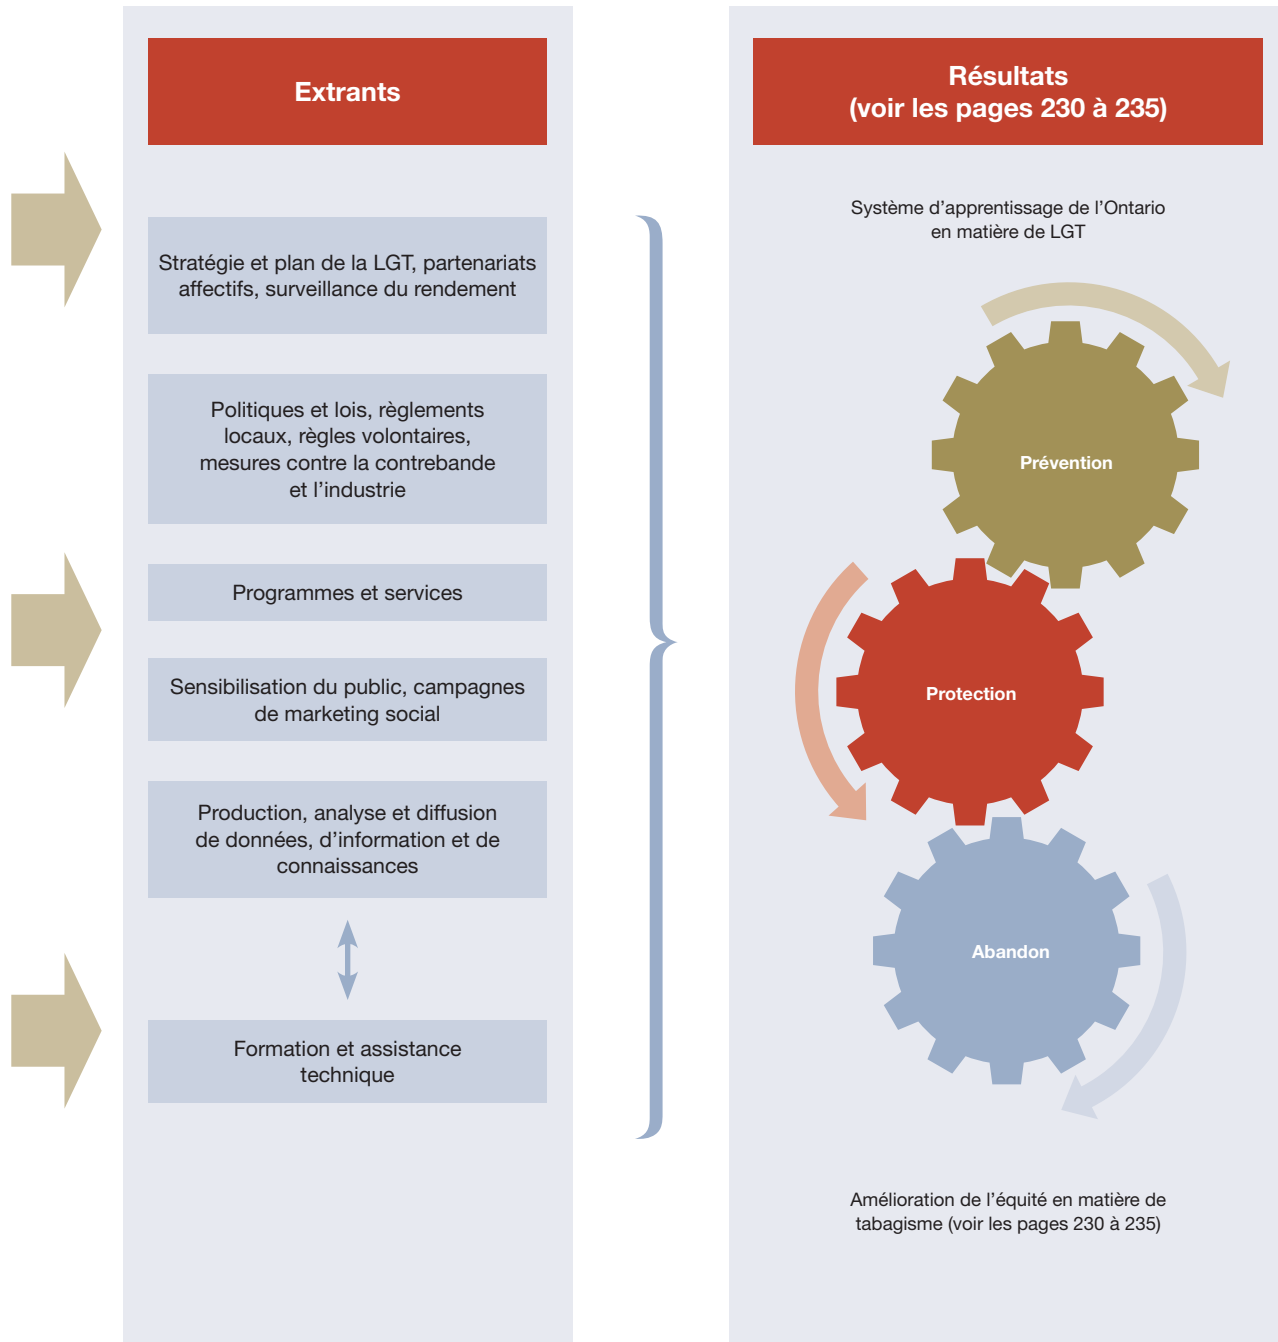 Extrants
Stratégie et plan de la LGT, partenariats
affectifs, surveillance du rendement
Politiques et lois, règlements
locaux, règles volontaires,
mesures contre la contrebande
et l’industrie
Programmes et services
Sensibilisation du public, campagnes
de marketing social
Production, analyse et diffusion
de données, d’information et de
connaissances
Formation et assistance
technique
Résultats
(voir les pages 230 à 235)
Système d’apprentissage de l’Ontario
en matière de LGT
Prévention
Protection
Abandon
Amélioration de l’équité en matière de
tabagisme (voir les pages 230 à 235)